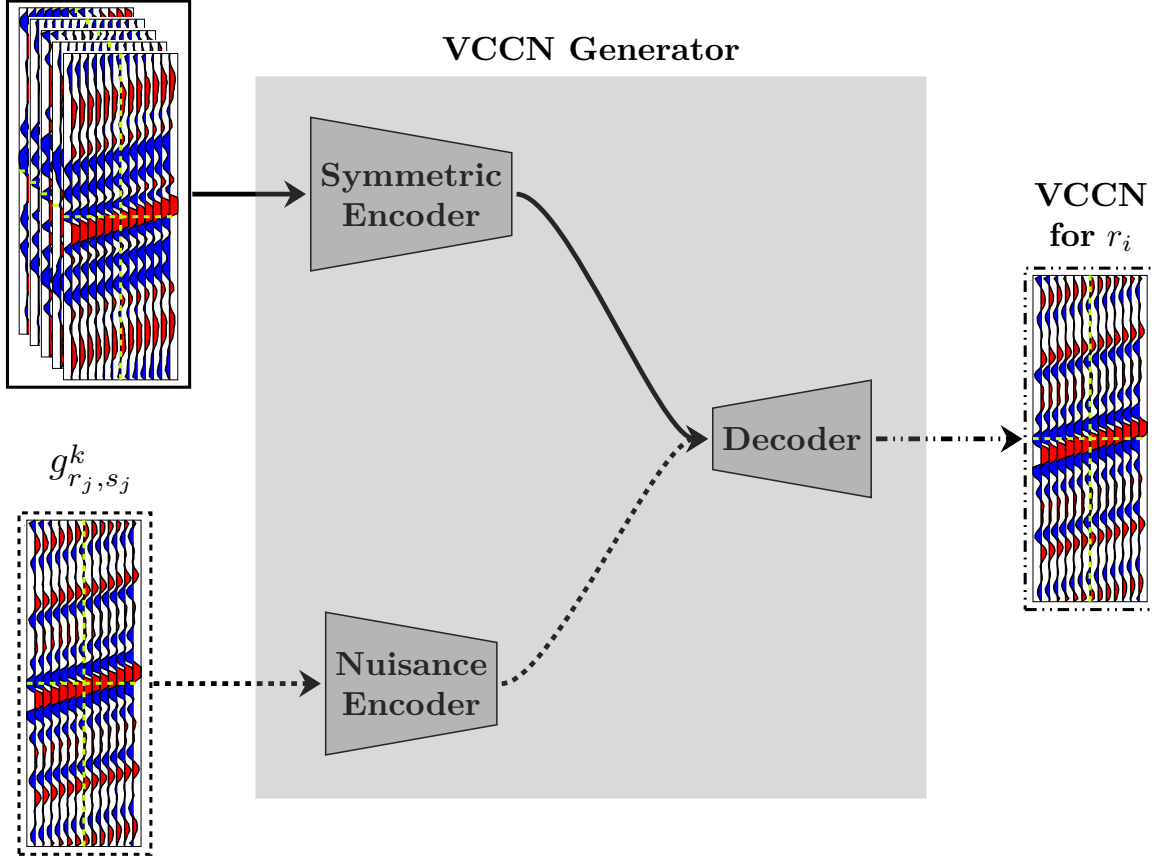 VCCN Generator
Symmetric
Encoder
VCCN
for $r_i$
Decoder
$g^k_{r_j,s_j}$
Nuisance
Encoder